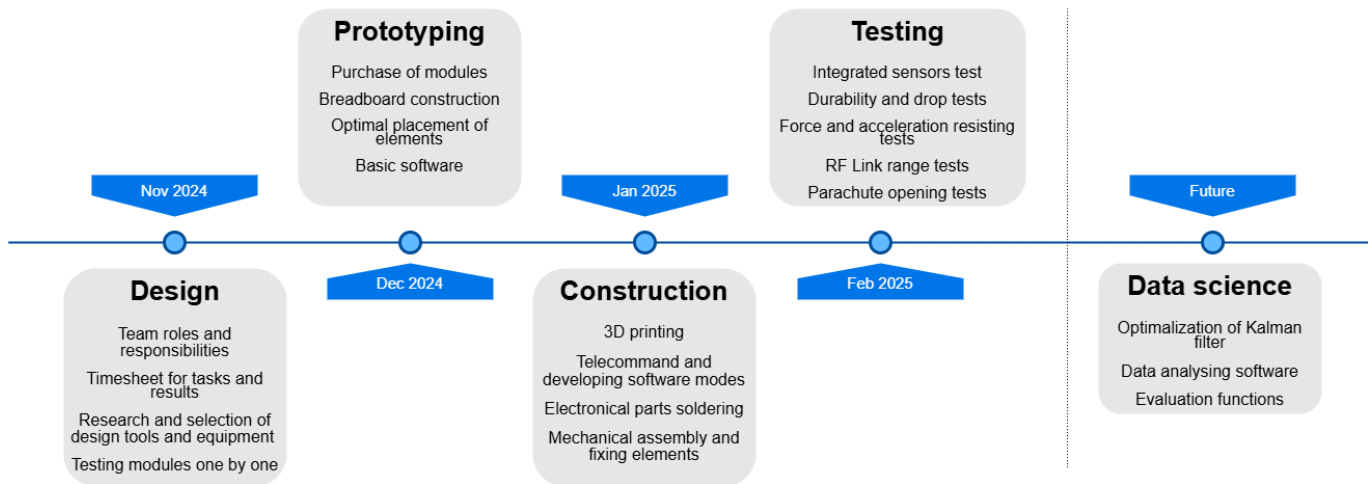 Prototyping
Purchase of modules
Breadboard construction
Optimal placement of
elements
Basic software
Testing
Integrated sensors test
Durability and drop tests
Force and acceleration resisting
tests
RF Link range tests
Parachute opening tests
Nov 2024
Jan 2025
Future
Dec 2024
Feb 2025
Design
Team roles and
responsibilities
Timesheet for tasks and
results
Research and selection of
design tools and equipment
Testing modules one by one
Construction
3D printing
Telecommand and
developing software modes
Electronical parts soldering
Mechanical assembly and
fixing elements
Data science
Optimalization of Kalman
filter
Data analysing software
Evaluation functions